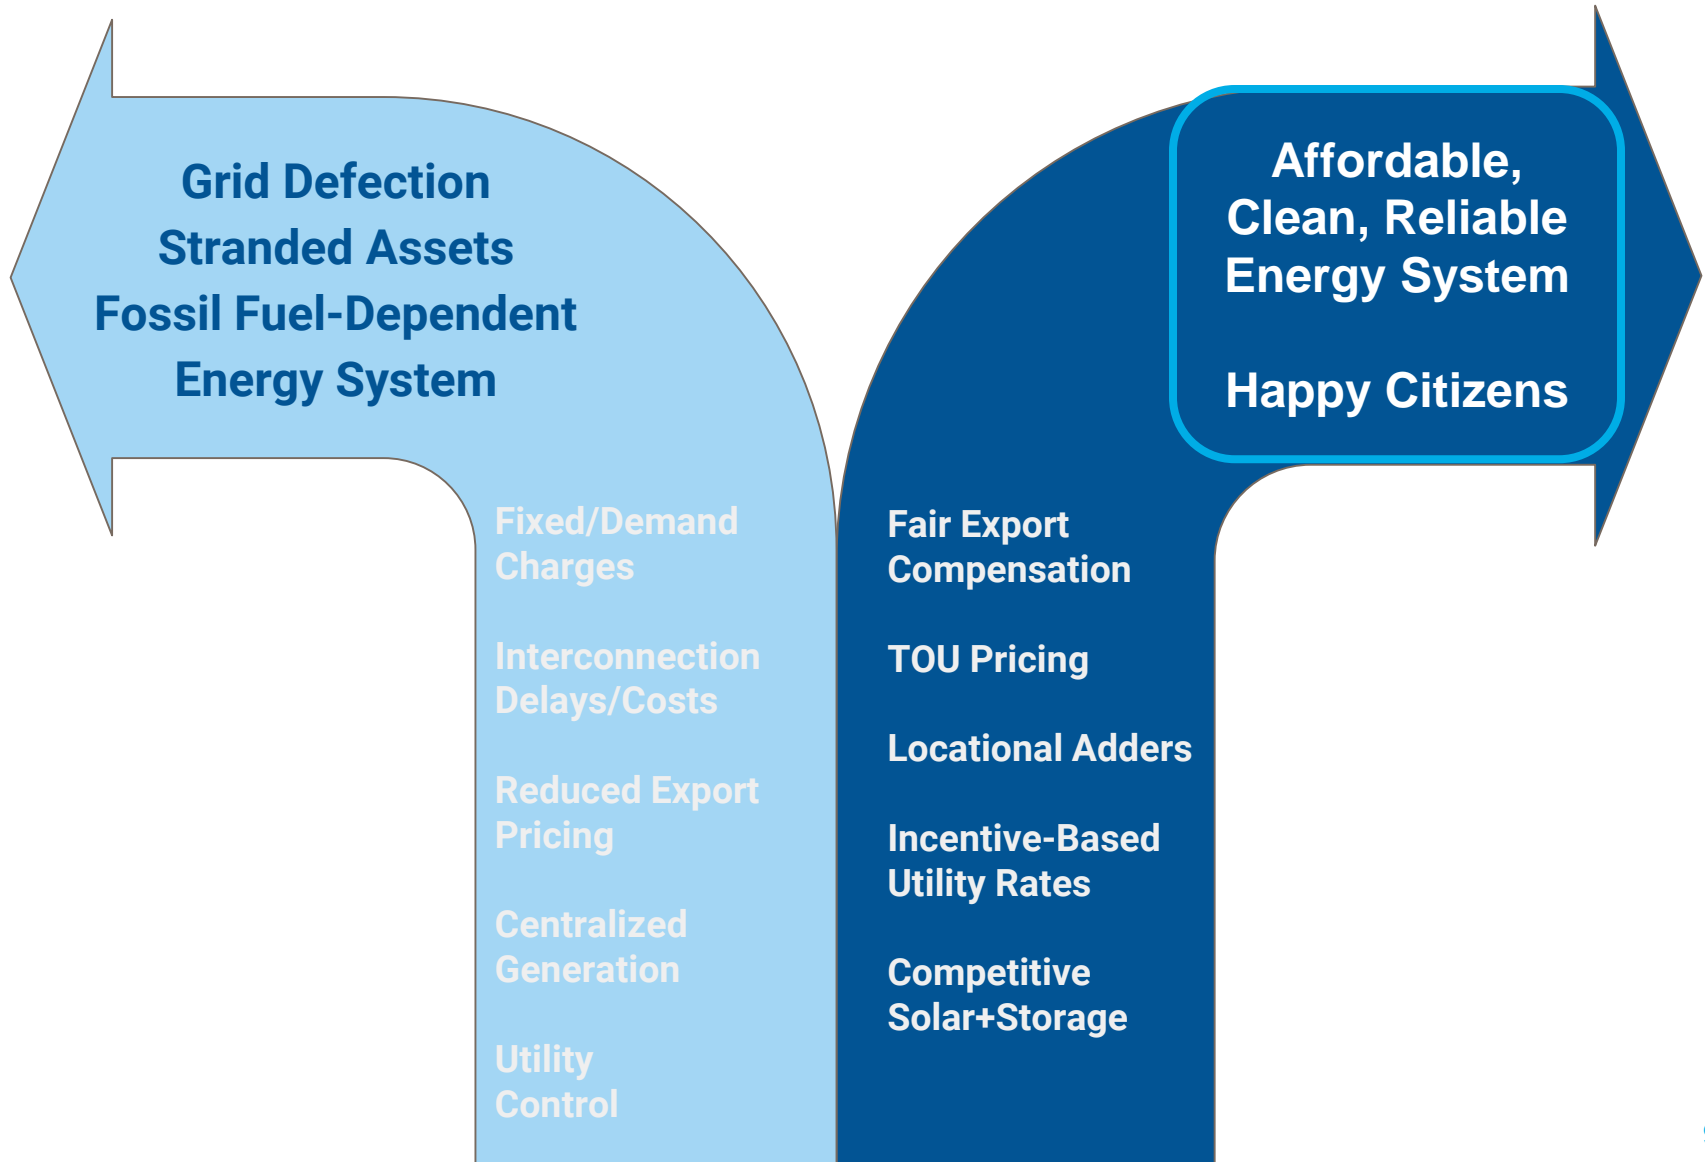 Grid Defection
Stranded Assets
Fossil Fuel-Dependent
Energy System
Fixed/Demand
Charges
Interconnection
Delays/Costs
Reduced Export
Pricing
Centralized
Generation
Utility
Control
Affordable,
Clean, Reliable
Energy System
Happy Citizens
Fair Export
Compensation
TOU Pricing
Locational Adders
Incentive-Based
Utility Rates
Competitive
Solar+Storage